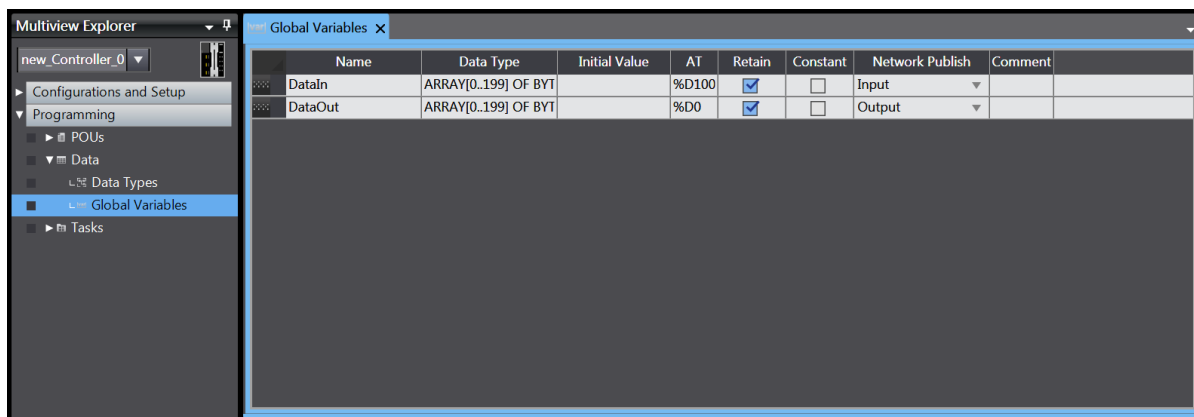 Multiview Explorer
new_Controller_0
Configurations and Setup
Programming
POUs
Data
Data Types
Global Variables
Tasks
Global Variables X
Name Data Type Initial Value AT Retain Constant Network Publish Comment
DataIn ARRAY[0..199] OF BYT %D100 Input
DataOut ARRAY[0..199] OF BYT %D0 Output